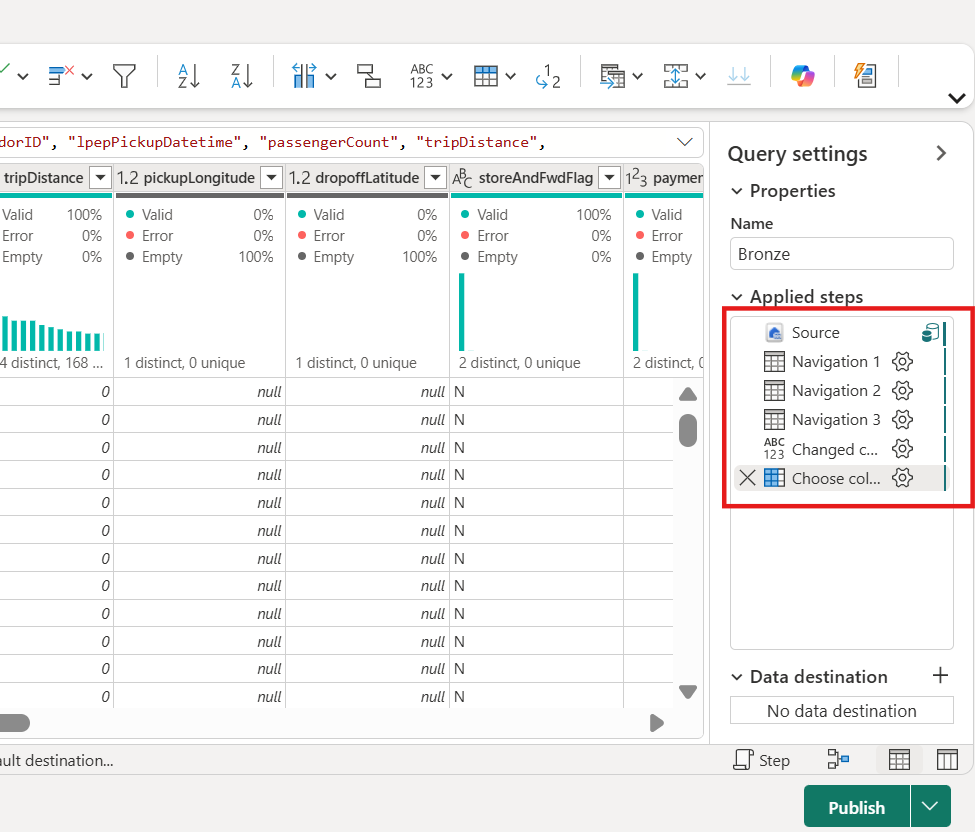 A
Z
Z
A
ABC
123
1
2
dorID", "lpepPickupDatetime", "passengerCount", "tripDistance",
Query settings
Properties
Name
Bronze
Applied steps
Source
Navigation 1
Navigation 2
Navigation 3
ABC
123
Changed c...
Choose col...
Data destination
No data destination
tripDistance
1.2 pickupLongitude
1.2 dropoffLatitude
ABC storeAndFwdFlag
123 paymen
Valid 100%
Error 0%
Empty 0%
4 distinct, 168 ...
Valid 0%
Error 0%
Empty 100%
1 distinct, 0 unique
Valid 0%
Error 0%
Empty 100%
1 distinct, 0 unique
Valid 100%
Error 0%
Empty 0%
2 distinct, 0 unique
Valid
Error
Empty
2 distinct, 0
0 null null N
0 null null N
0 null null N
0 null null N
0 null null N
0 null null N
0 null null N
0 null null N
0 null null N
0 null null N
0 null null N
0 null null N
ault destination...
Step
Publish